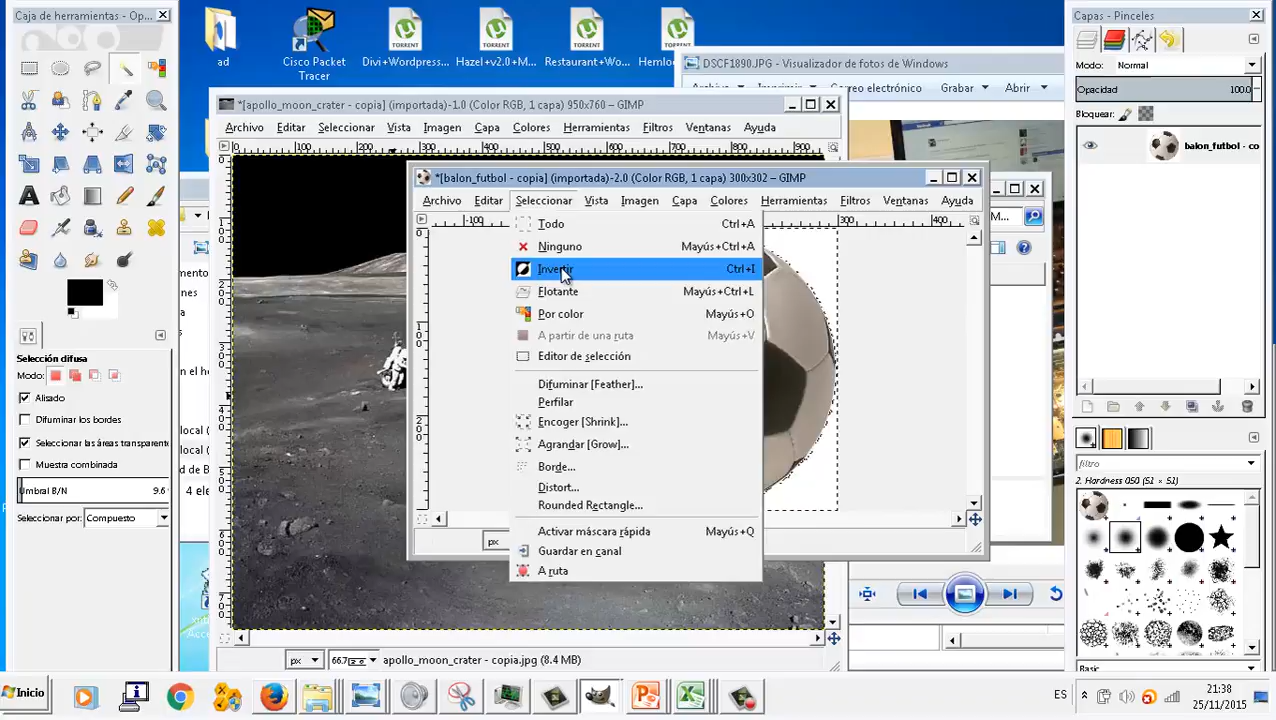 Caja de herramientas - Op...
ad
Cisco Packet
Tracer
TORRENT
Divi+Wordpress...
TORRENT
Hazel+v2.0+M...
TORRENT
Restaurant+Wo...
TORRENT
DSCF1890.JPG - Visualizador de fotos de Windows
Correo electrónico
Grabar
Abrir
*[apollo_moon_crater - copia] (importada)-1.0 (Color RGB, 1 capa) 950x760 – GIMP
Archivo Editar Seleccionar Vista Imagen Capa Colores Herramientas Filtros Ventanas Ayuda
*[balon_futbol - copia] (importada)-2.0 (Color RGB, 1 capa) 300x302 – GIMP
Archivo Editar Seleccionar Vista Imagen Capa Colores Herramientas Filtros Ventanas Ayuda
Todo Ctrl+A
Ninguno Mayús+Ctrl+A
Invertir Ctrl+I
Flotante Mayús+Ctrl+L
Por color Mayús+O
A partir de una ruta Mayús+V
Editor de selección
Difuminar [Feather]...
Perfilar
Encoger [Shrink]...
Agrandar [Grow]...
Borde...
Distort...
Rounded Rectangle...
Activar máscara rápida Mayús+Q
Guardar en canal
A ruta
px
px 66.7 apollo_moon_crater - copia.jpg (8.4 MB)
Selección difusa
Modo:
Alisado
Difuminar los bordes
Seleccionar las áreas transparente
Muestra combinada
Umbral B/N 9.6
Seleccionar por: Compuesto
Capas - Pinceles
Modo: Normal
Opacidad 100.0
Bloquear:
balon_futbol - co
filtro
2. Hardness 050 (51 × 51)
Basic
Inicio
ES
21:38
25/11/2015